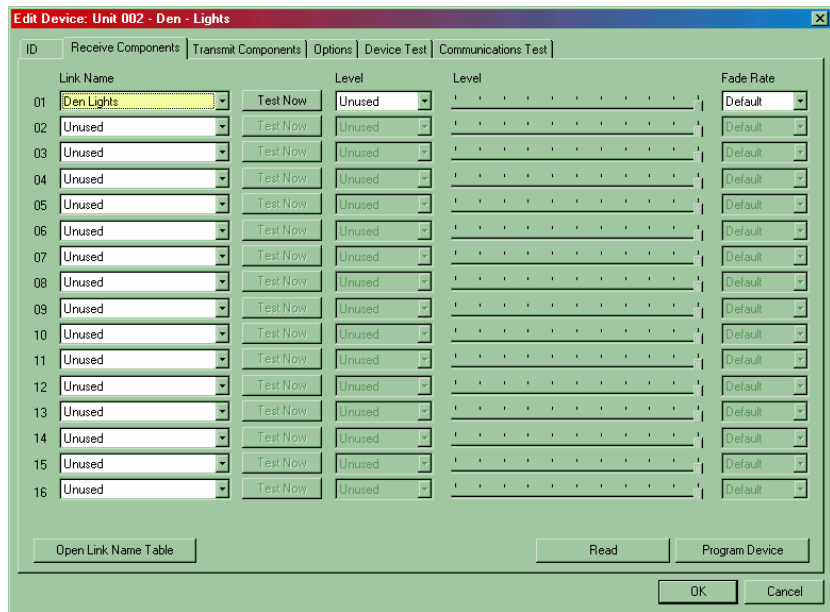 Edit Device: Unit 002 - Den - Lights
ID Receive Components Transmit Components Options Device Test Communications Test
Link Name Level Level Fade Rate
01 Den Lights Test Now Unused Default
02 Unused Test Now Unused Default
03 Unused Test Now Unused Default
04 Unused Test Now Unused Default
05 Unused Test Now Unused Default
06 Unused Test Now Unused Default
07 Unused Test Now Unused Default
08 Unused Test Now Unused Default
09 Unused Test Now Unused Default
10 Unused Test Now Unused Default
11 Unused Test Now Unused Default
12 Unused Test Now Unused Default
13 Unused Test Now Unused Default
14 Unused Test Now Unused Default
15 Unused Test Now Unused Default
16 Unused Test Now Unused Default
Open Link Name Table Read Program Device
OK Cancel